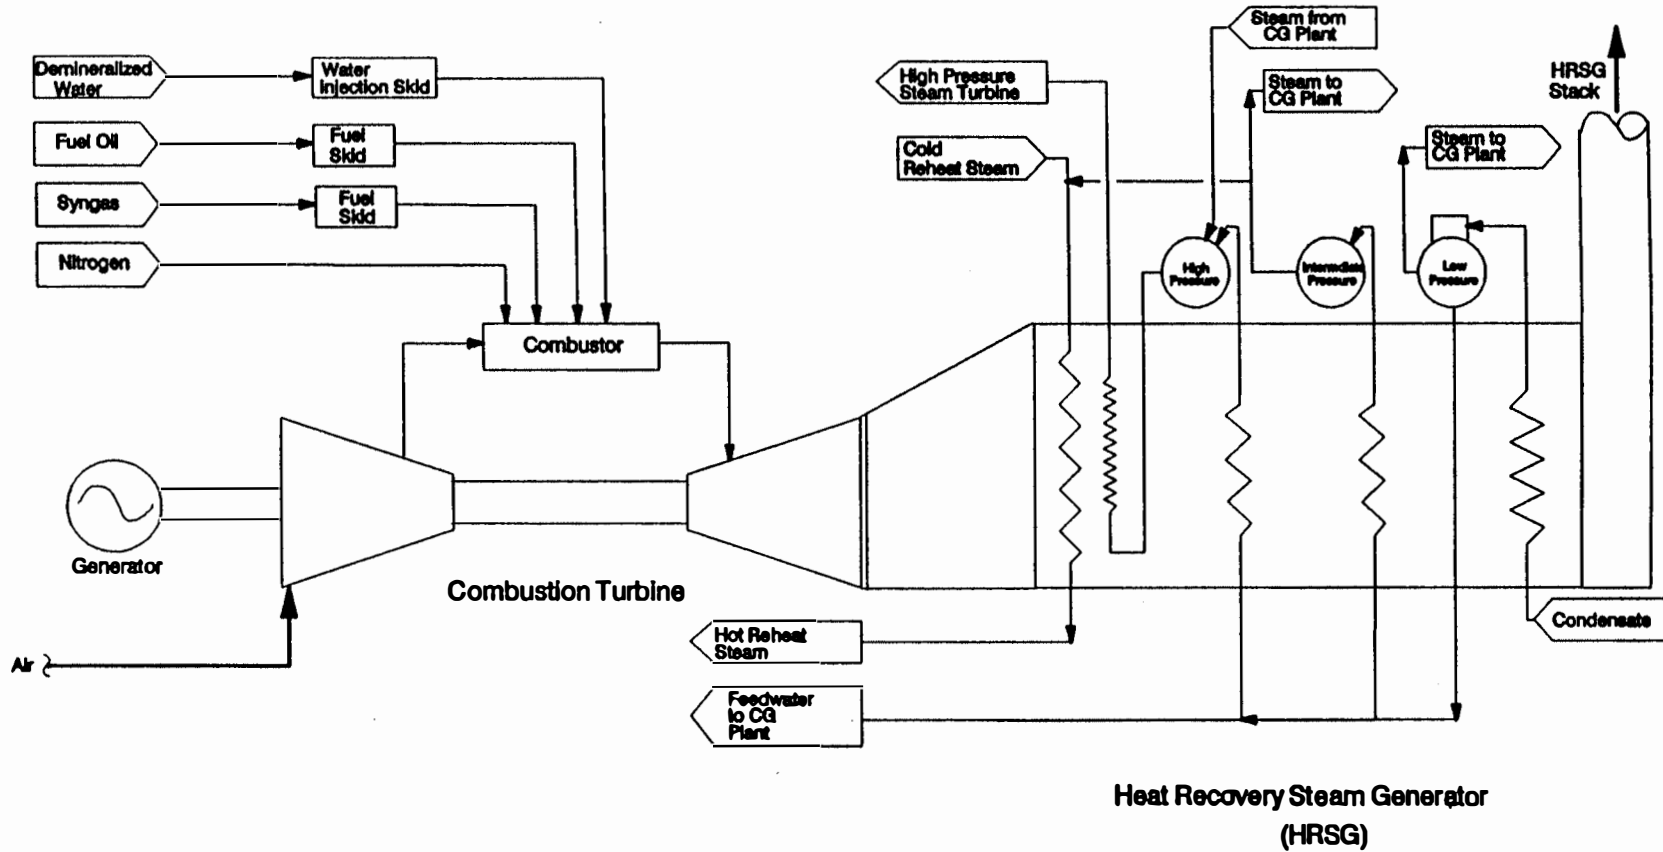 Steam from
CG Plant
High Pressure
Steam Turbine
Steam to
CG Plant
HRSG
Stack
Demineralized
Water
Water
Injection Skid
Fuel Oil
Fuel
Skid
Cold
Reheat Steam
Steam to
CG Plant
Syngas
Fuel
Skid
Nitrogen
High
Pressure
Intermediate
Pressure
Low
Pressure
Combustor
Generator
Combustion Turbine
Air
Hot Reheat
Steam
Condensate
Feedwater
to CG
Plant
Heat Recovery Steam Generator
(HRSG)